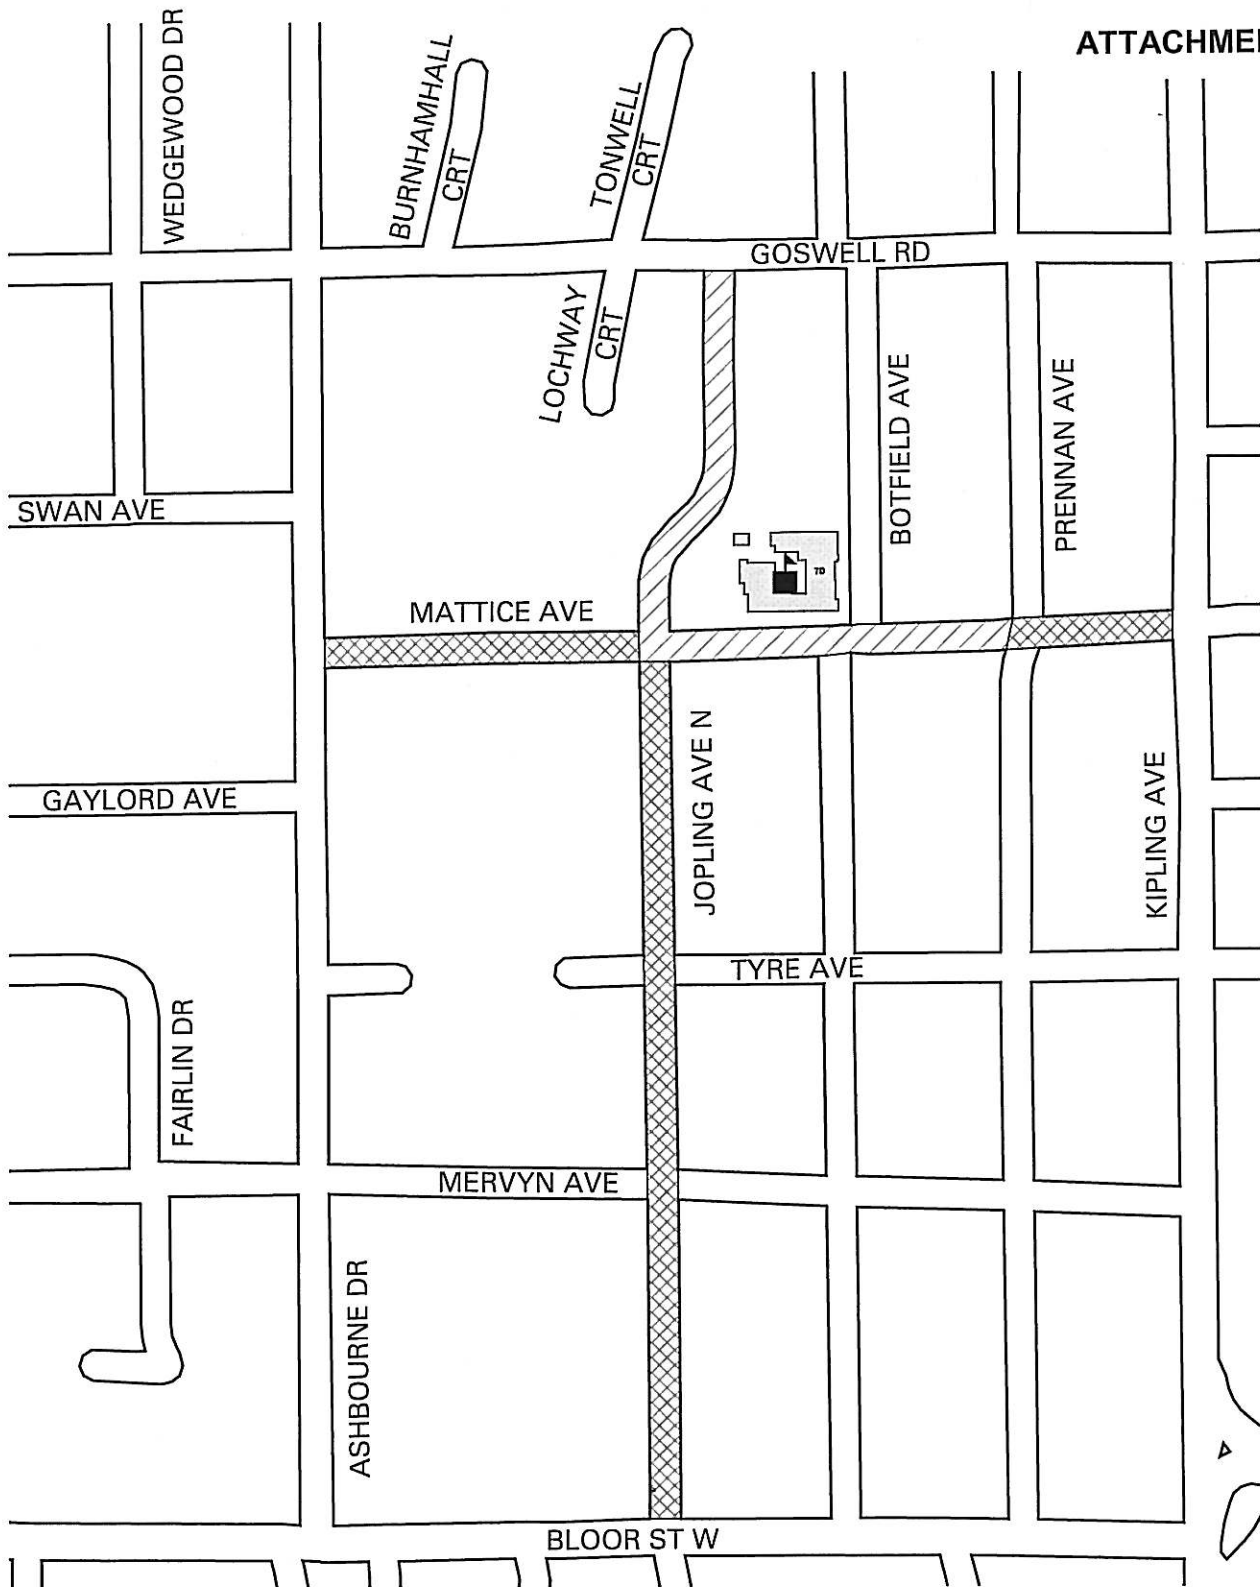 ATTACHME
WEDGEWOOD DR
BURNHAMHALL
CRT
TONWELL
CRT
GOSWELL RD
LOCHWAY
CRT
BOTFIELD AVE
PRENNAN AVE
SWAN AVE
TD
MATTICE AVE
JOPLING AVE N
KIPLING AVE
GAYLORD AVE
TYRE AVE
FAIRLIN DR
MERVYN AVE
ASHBOURNE DR
BLOOR ST W